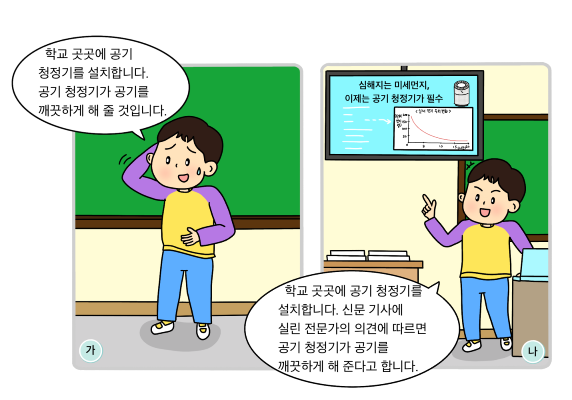 학교 곳곳에 공기
청정기를 설치합니다.
공기 청정기가 공기를
깨끗하게 해 줄 것입니다.
가
심해지는 미세먼지,
이제는 공기 청정기가 필수
학교 곳곳에 공기 청정기를
설치합니다. 신문 기사에
실린 전문가의 의견에 따르면
공기 청정기가 공기를
깨끗하게 해 준다고 합니다.
나